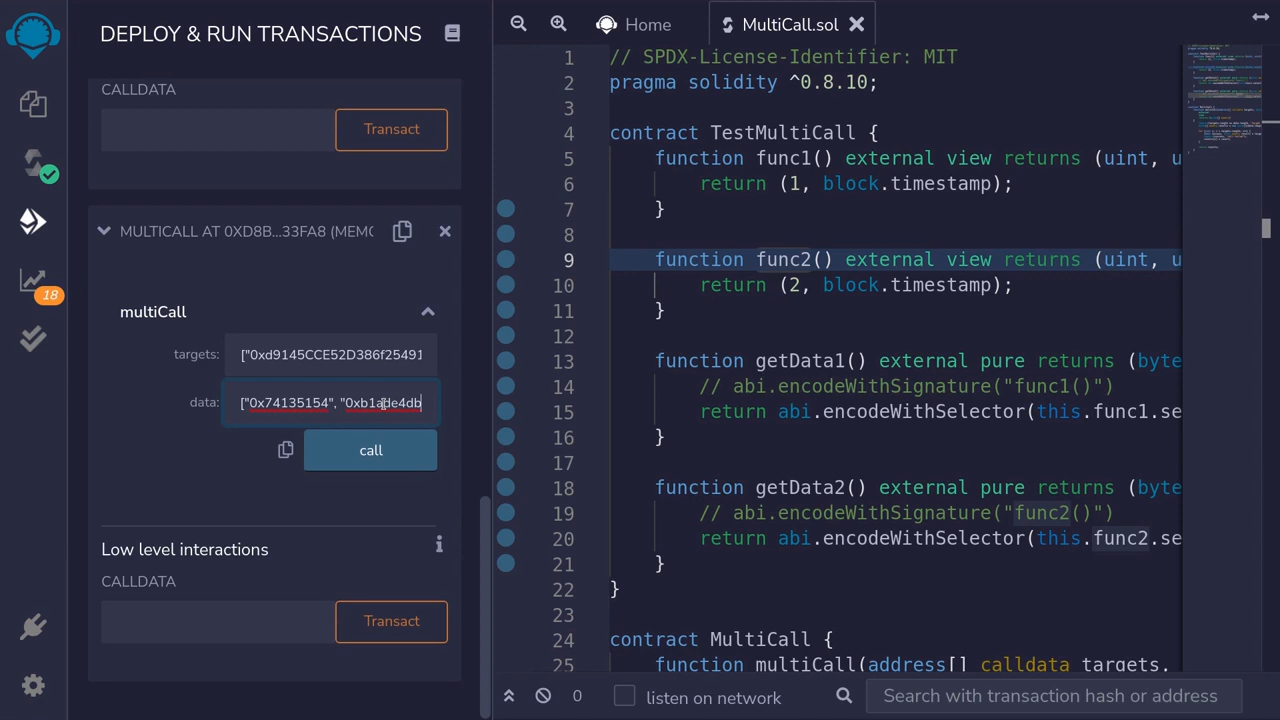 DEPLOY & RUN TRANSACTIONS
CALLDATA
Transact
MULTICALL AT 0XD8B...33FA8 (MEMO
multiCall
targets: ["0xd9145CCE52D386f25491
data: ["0x74135154", "0xb1ade4db
call
Low level interactions
CALLDATA
Transact
18
Home
MultiCall.sol
1 // SPDX-License-Identifier: MIT
2 pragma solidity ^0.8.10;
3
4 contract TestMultiCall {
5 function func1() external view returns (uint, u
6 return (1, block.timestamp);
7 }
8
9 function func2() external view returns (uint, u
10 return (2, block.timestamp);
11 }
12
13 function getData1() external pure returns (byte
14 // abi.encodeWithSignature("func1()")
15 return abi.encodeWithSelector(this.func1.se
16 }
17
18 function getData2() external pure returns (byte
19 // abi.encodeWithSignature("func2()")
20 return abi.encodeWithSelector(this.func2.se
21 }
22 }
23
24 contract MultiCall {
25 function multiCall(address[] calldata targets,
0
listen on network
Search with transaction hash or address